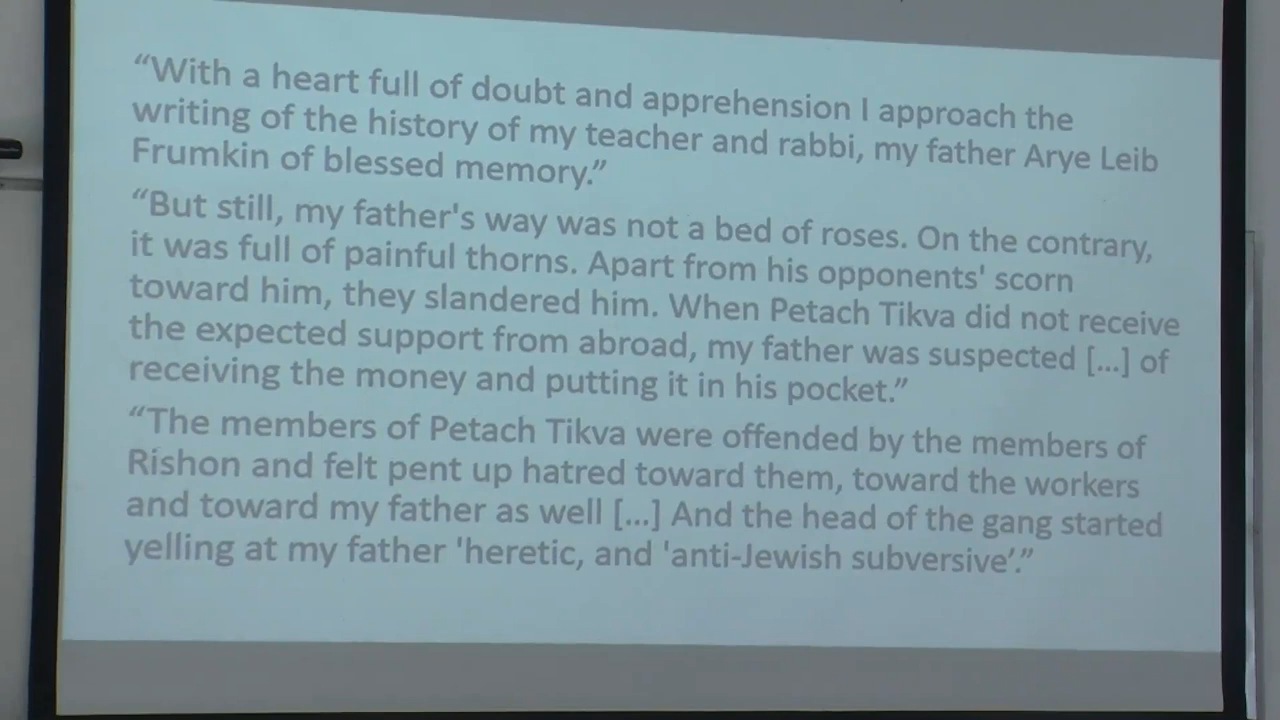 “With a heart full of doubt and apprehension I approach the
writing of the history of my teacher and rabbi, my father Arye Leib
Frumkin of blessed memory.”
“But still, my father's way was not a bed of roses. On the contrary,
it was full of painful thorns. Apart from his opponents' scorn
toward him, they slandered him. When Petach Tikva did not receive
the expected support from abroad, my father was suspected [...] of
receiving the money and putting it in his pocket.”
“The members of Petach Tikva were offended by the members of
Rishon and felt pent up hatred toward them, toward the workers
and toward my father as well [...] And the head of the gang started
yelling at my father 'heretic, and 'anti-Jewish subversive’.”